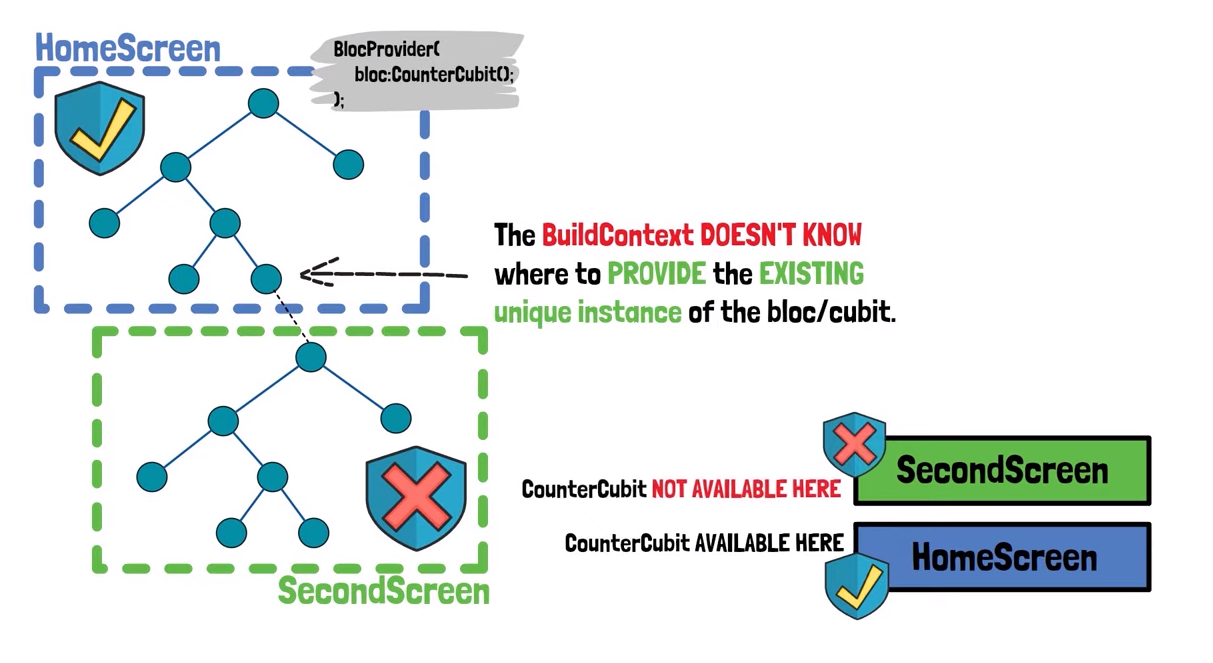 HomeScreen
BlocProvider(
bloc:CounterCubit();
);
The BuildContext DOESN'T KNOW
where to PROVIDE the EXISTING
unique instance of the bloc/cubit.
SecondScreen
CounterCubit NOT AVAILABLE HERE
SecondScreen
CounterCubit AVAILABLE HERE
HomeScreen